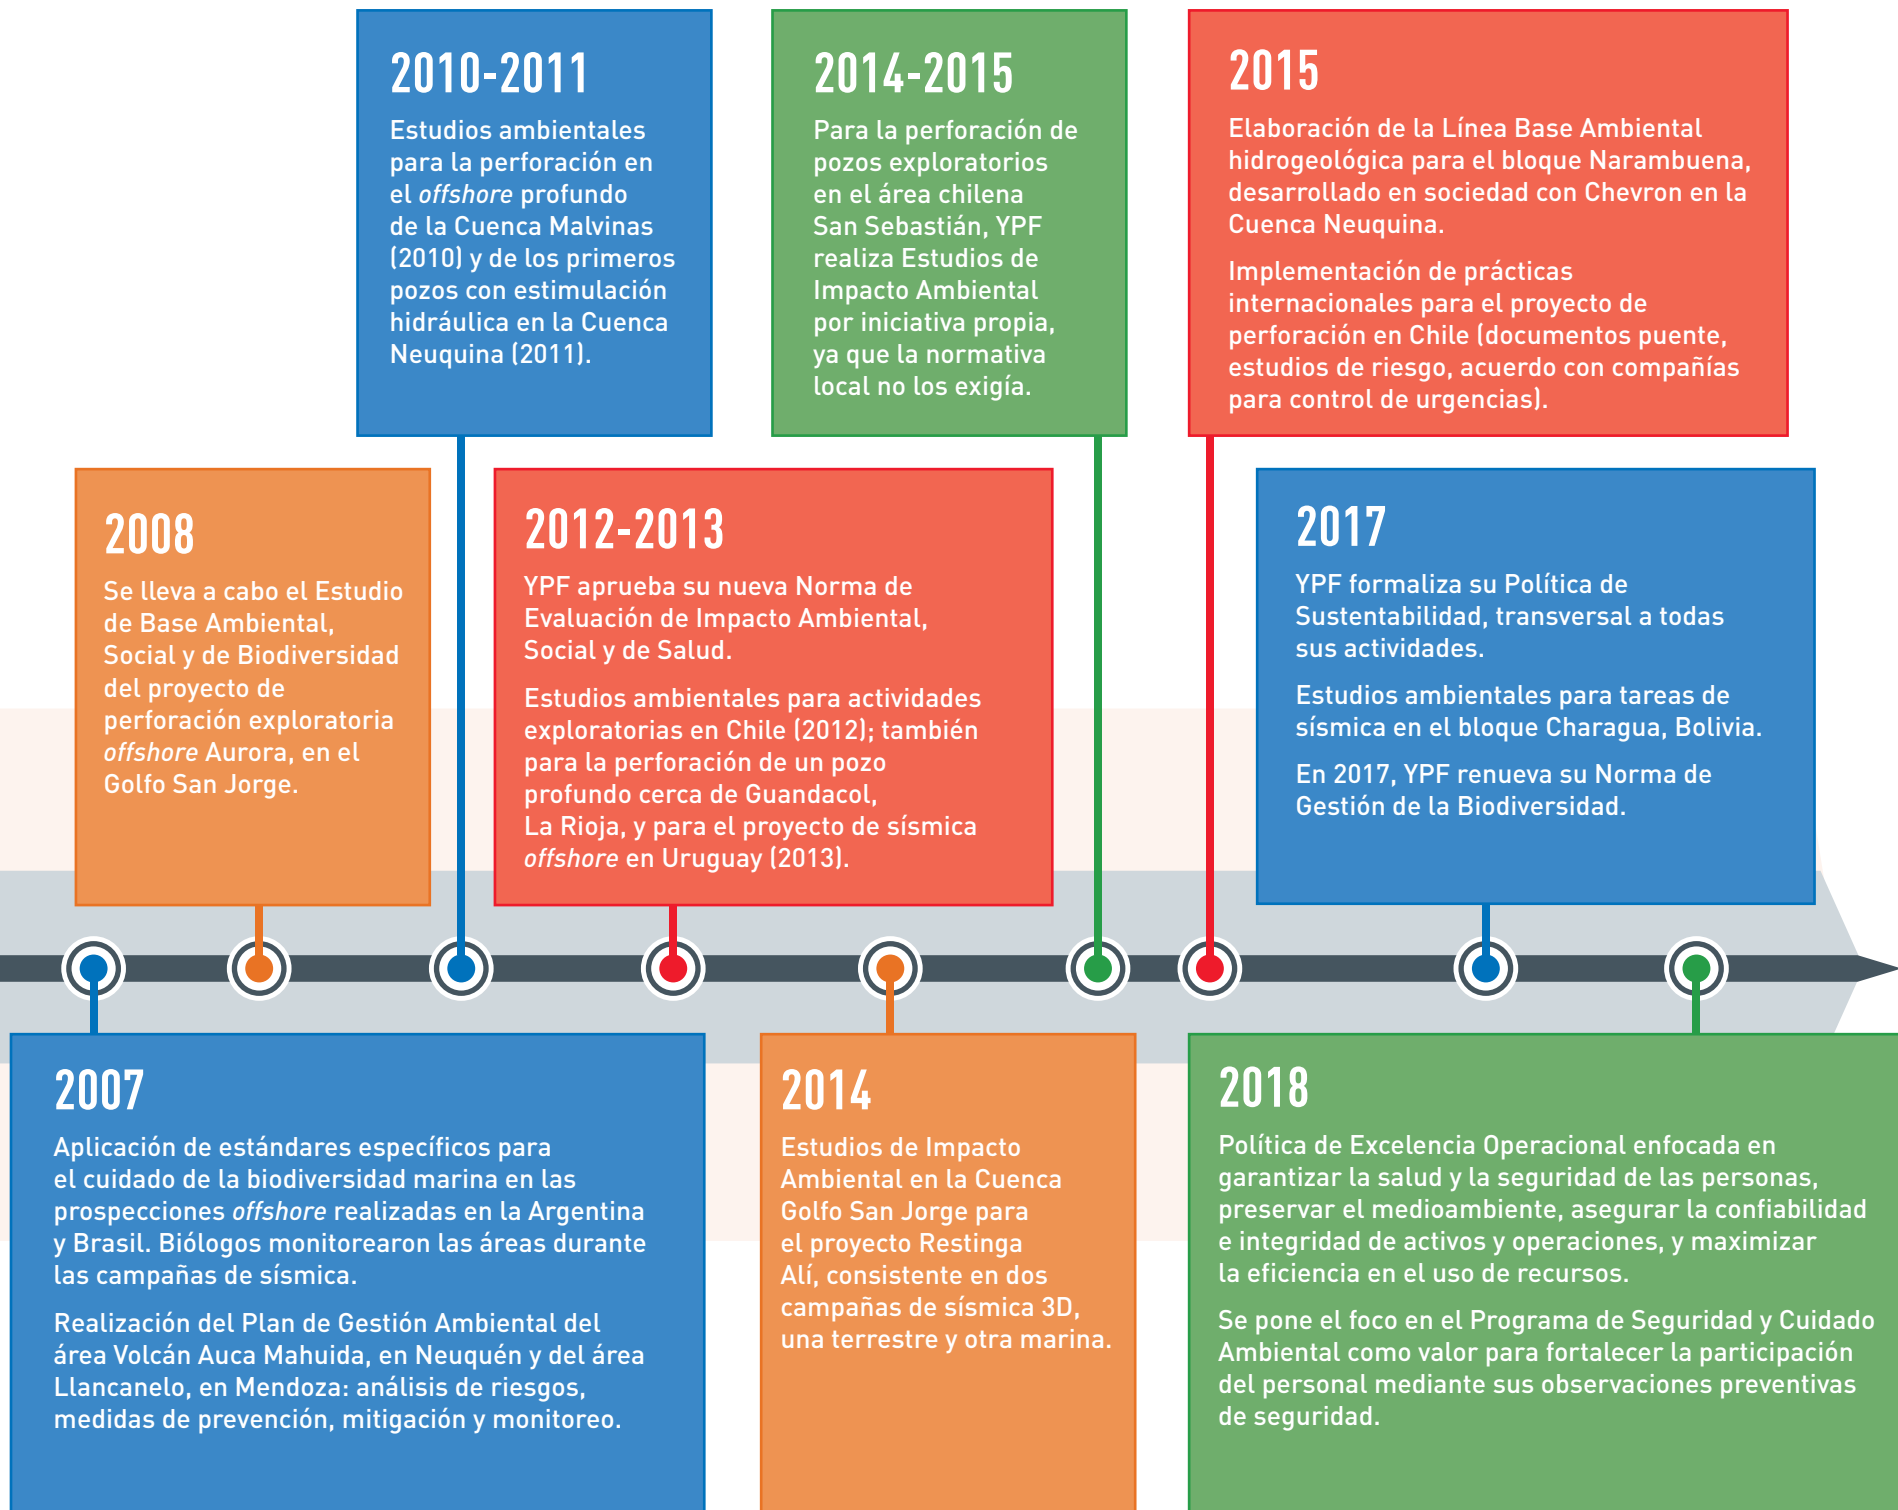 2010-2011
Estudios ambientales
para la perforación en
el offshore profundo
de la Cuenca Malvinas
(2010) y de los primeros
pozos con estimulación
hidráulica en la Cuenca
Neuquina (2011).
2014-2015
Para la perforación de
pozos exploratorios
en el área chilena
San Sebastián, YPF
realiza Estudios de
Impacto Ambiental
por iniciativa propia,
ya que la normativa
local no los exigía.
2015
Elaboración de la Línea Base Ambiental
hidrogeológica para el bloque Narambuena,
desarrollado en sociedad con Chevron en la
Cuenca Neuquina.
Implementación de prácticas
internacionales para el proyecto de
perforación en Chile (documentos puente,
estudios de riesgo, acuerdo con compañías
para control de urgencias).
2008
Se lleva a cabo el Estudio
de Base Ambiental,
Social y de Biodiversidad
del proyecto de
perforación exploratoria
offshore Aurora, en el
Golfo San Jorge.
2012-2013
YPF aprueba su nueva Norma de
Evaluación de Impacto Ambiental,
Social y de Salud.
Estudios ambientales para actividades
exploratorias en Chile (2012); también
para la perforación de un pozo
profundo cerca de Guandacol,
La Rioja, y para el proyecto de sísmica
offshore en Uruguay (2013).
2017
YPF formaliza su Política de
Sustentabilidad, transversal a todas
sus actividades.
Estudios ambientales para tareas de
sísmica en el bloque Charagua, Bolivia.
En 2017, YPF renueva su Norma de
Gestión de la Biodiversidad.
2007
Aplicación de estándares específicos para
el cuidado de la biodiversidad marina en las
prospecciones offshore realizadas en la Argentina
y Brasil. Biólogos monitorearon las áreas durante
las campañas de sísmica.
Realización del Plan de Gestión Ambiental del
área Volcán Auca Mahuida, en Neuquén y del área
Llancanelo, en Mendoza: análisis de riesgos,
medidas de prevención, mitigación y monitoreo.
2014
Estudios de Impacto
Ambiental en la Cuenca
Golfo San Jorge para
el proyecto Restinga
Alí, consistente en dos
campañas de sísmica 3D,
una terrestre y otra marina.
2018
Política de Excelencia Operacional enfocada en
garantizar la salud y la seguridad de las personas,
preservar el medioambiente, asegurar la confiabilidad
e integridad de activos y operaciones, y maximizar
la eficiencia en el uso de recursos.
Se pone el foco en el Programa de Seguridad y Cuidado
Ambiental como valor para fortalecer la participación
del personal mediante sus observaciones preventivas
de seguridad.